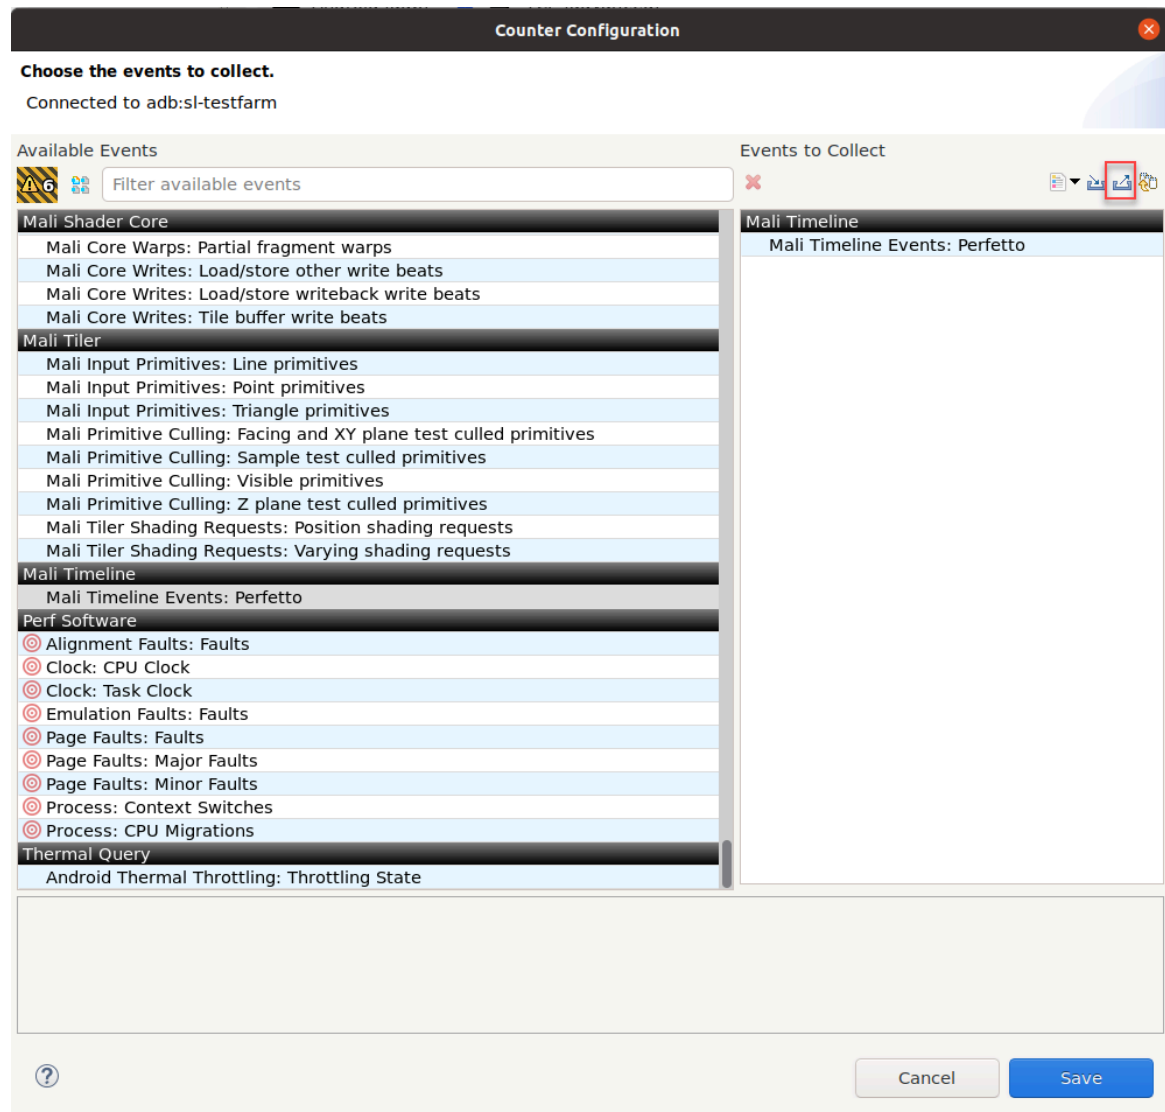 Counter Configuration
Choose the events to collect.
Connected to adb:sl-testfarm
Available Events
Events to Collect
6
Filter available events
Mali Shader Core
Mali Core Warps: Partial fragment warps
Mali Core Writes: Load/store other write beats
Mali Core Writes: Load/store writeback write beats
Mali Core Writes: Tile buffer write beats
Mali Tiler
Mali Input Primitives: Line primitives
Mali Input Primitives: Point primitives
Mali Input Primitives: Triangle primitives
Mali Primitive Culling: Facing and XY plane test culled primitives
Mali Primitive Culling: Sample test culled primitives
Mali Primitive Culling: Visible primitives
Mali Primitive Culling: Z plane test culled primitives
Mali Tiler Shading Requests: Position shading requests
Mali Tiler Shading Requests: Varying shading requests
Mali Timeline
Mali Timeline Events: Perfetto
Perf Software
Alignment Faults: Faults
Clock: CPU Clock
Clock: Task Clock
Emulation Faults: Faults
Page Faults: Faults
Page Faults: Major Faults
Page Faults: Minor Faults
Process: Context Switches
Process: CPU Migrations
Thermal Query
Android Thermal Throttling: Throttling State
Mali Timeline
Mali Timeline Events: Perfetto
?
Cancel
Save